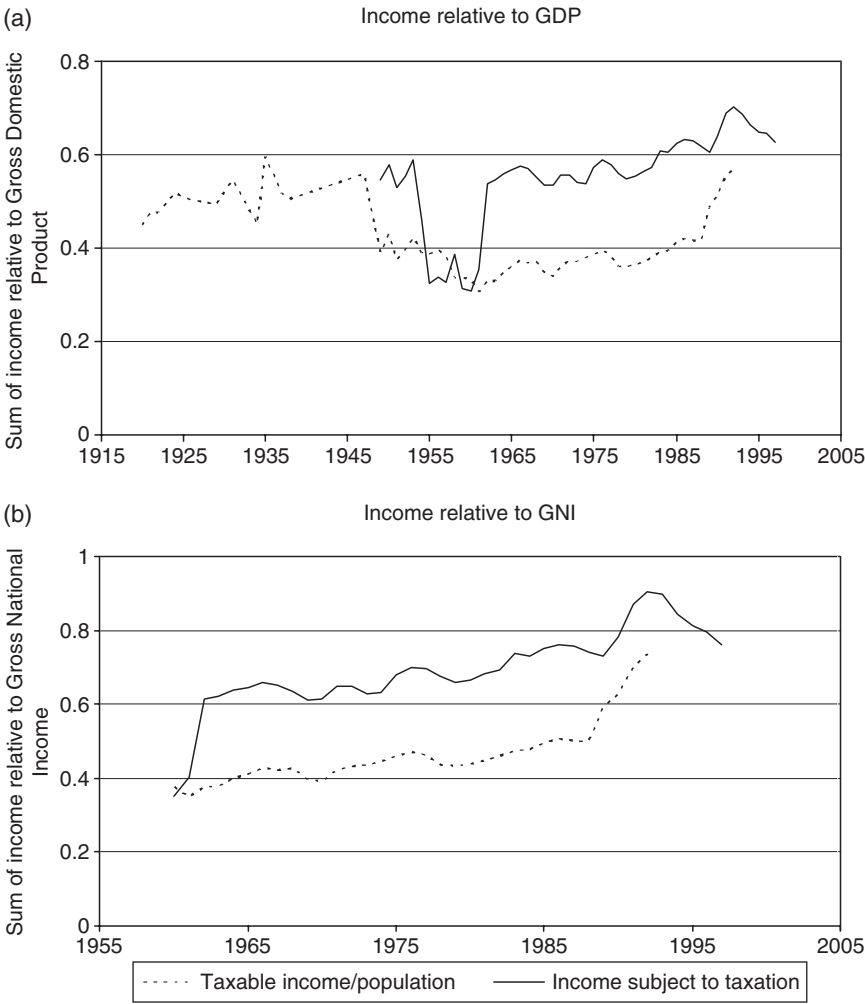 (a)
Income relative to GDP
Sum of income relative to Gross Domestic
Product
0.8
0.6
0.4
0.2
0
1915 1925 1935 1945 1955 1965 1975 1985 1995 2005
(b)
Income relative to GNI
Sum of income relative to Gross National
Income
1
0.8
0.6
0.4
0.2
0
1955 1965 1975 1985 1995 2005
Taxable income/population Income subject to taxation